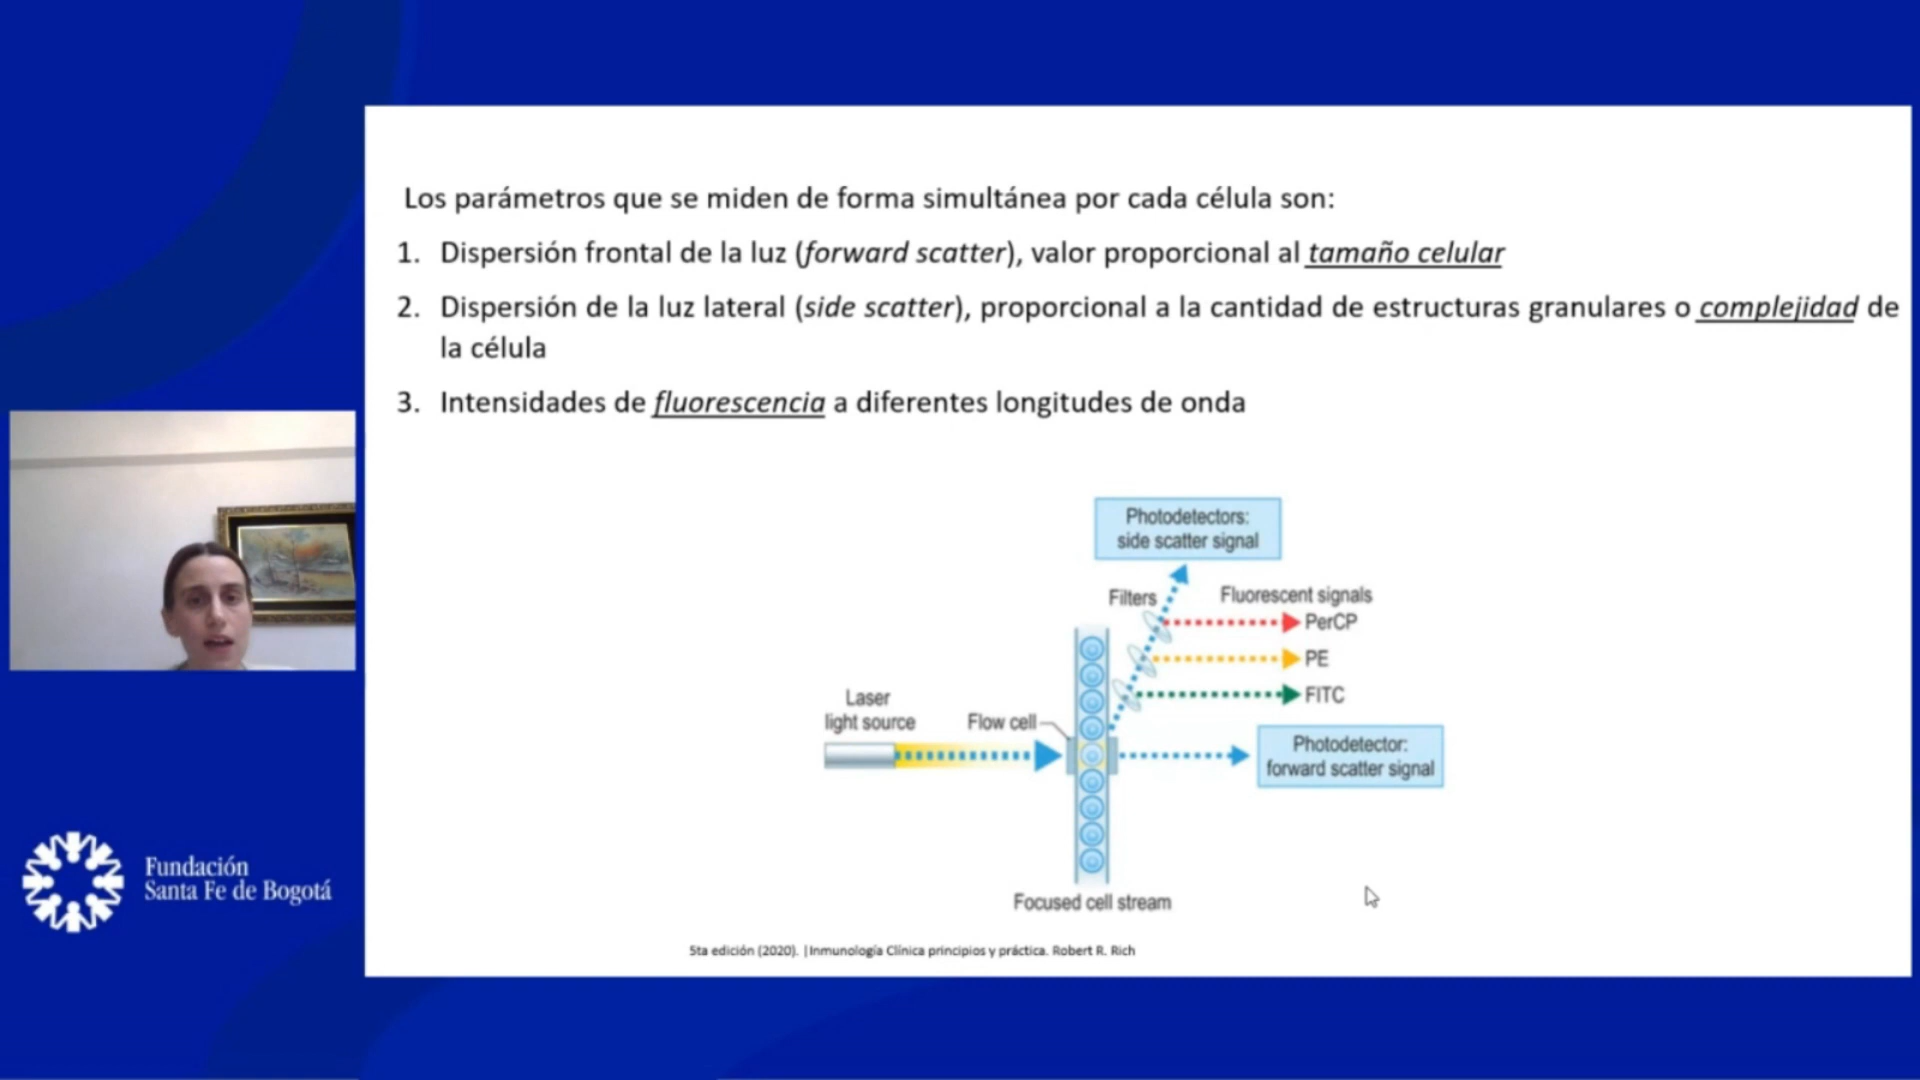 Los parámetros que se miden de forma simultánea por cada célula son:
1. Dispersión frontal de la luz (forward scatter), valor proporcional al tamaño celular
2. Dispersión de la luz lateral (side scatter), proporcional a la cantidad de estructuras granulares o complejidad de
la célula
3. Intensidades de fluorescencia a diferentes longitudes de onda
Photodetectors:
side scatter signal
Filters
Fluorescent signals
PerCP
PE
FITC
Laser
light source
Flow cell
Photodetector:
forward scatter signal
Focused cell stream
5ta edición (2020). |Inmunología Clínica principios y práctica. Robert R. Rich
Fundación
Santa Fe de Bogotá